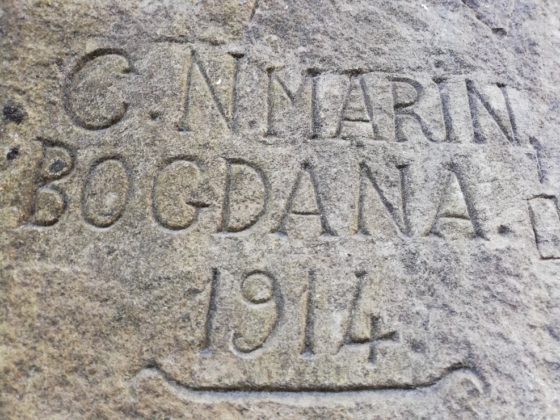 C. N. MARIN,
BOGDANA.
1914